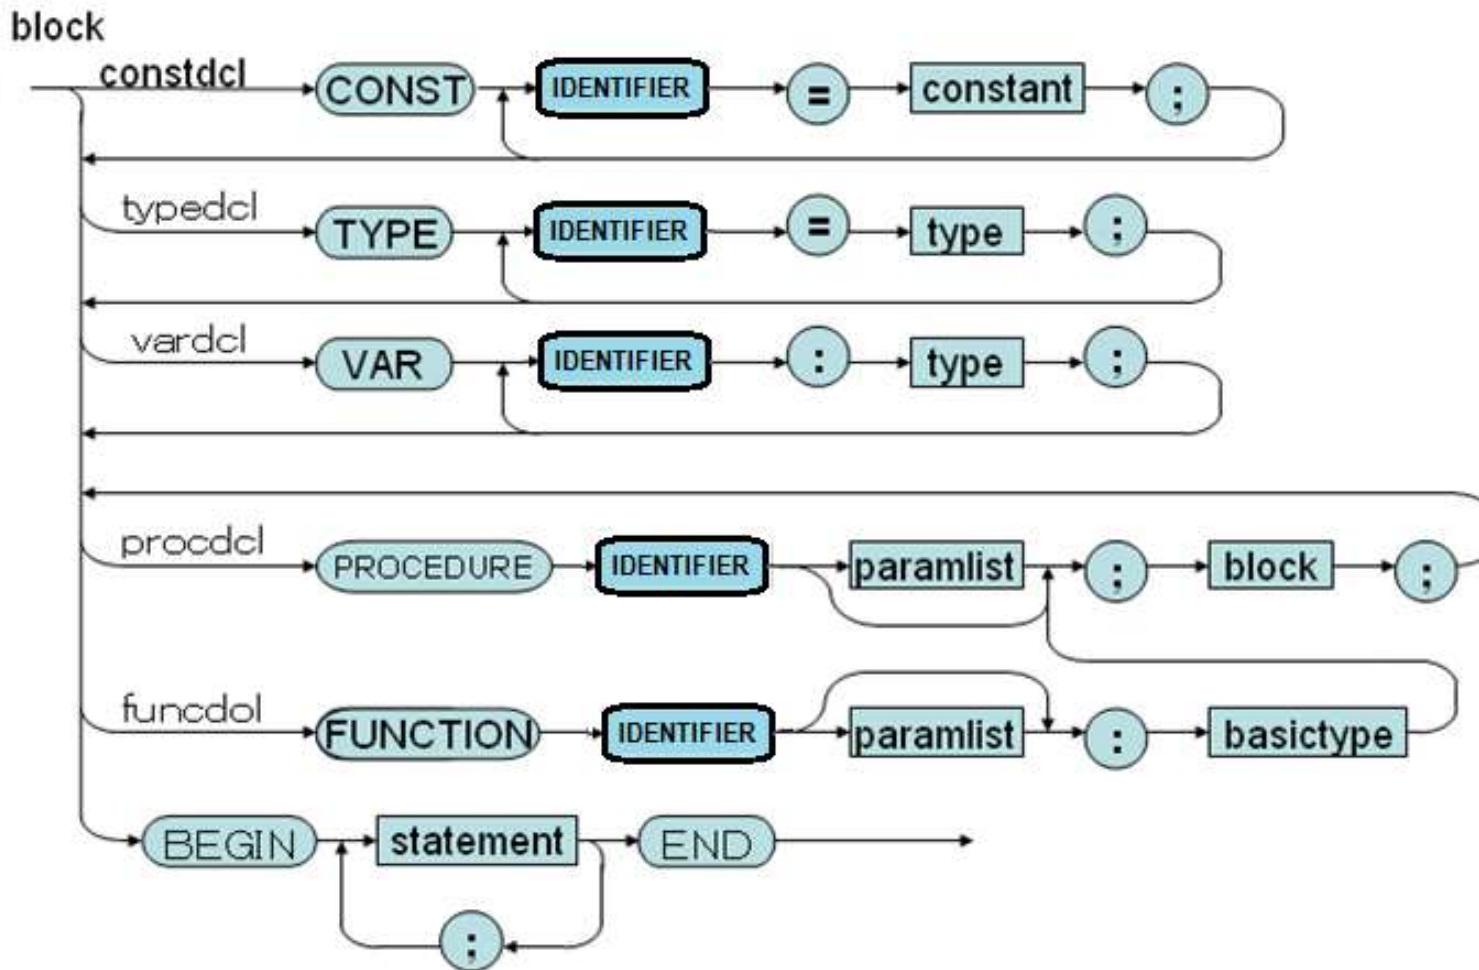 block
constdcl CONST IDENTIFIER = constant ;
typedcl TYPE IDENTIFIER = type ;
vardcl VAR IDENTIFIER : type ;
procdcl PROCEDURE IDENTIFIER paramlist ; block ;
funcdol FUNCTION IDENTIFIER paramlist : basictype
BEGIN statement END
;